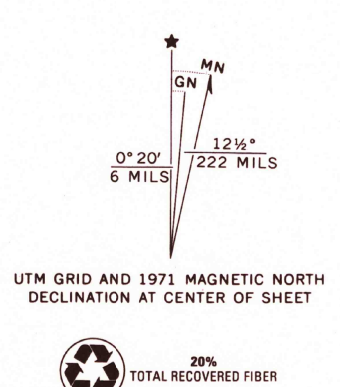 MN
GN
0° 20′
6 MILS
12½°
222 MILS
UTM GRID AND 1971 MAGNETIC NORTH
DECLINATION AT CENTER OF SHEET
20%
TOTAL RECOVERED FIBER